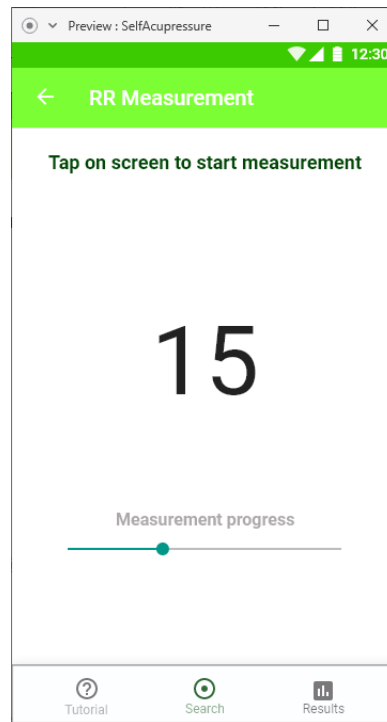 Preview : SelfAcupressure
12:30
RR Measurement
Tap on screen to start measurement
15
Measurement progress
Tutorial
Search
Results